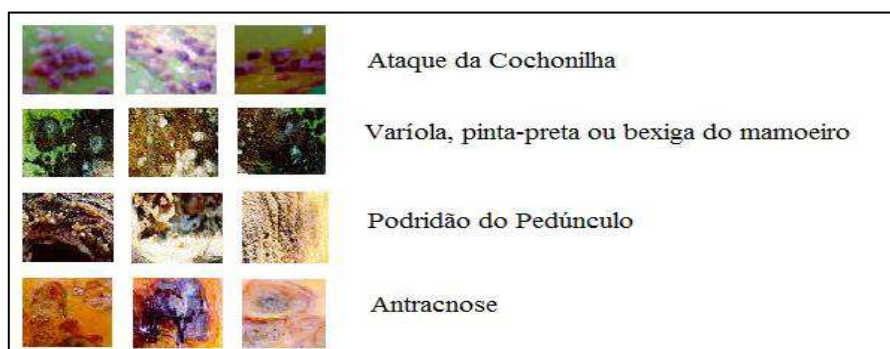 Ataque da Cochonilha
Varíola, pinta-preta ou bexiga do mamoeiro
Podridão do Pedúnculo
Antracnose